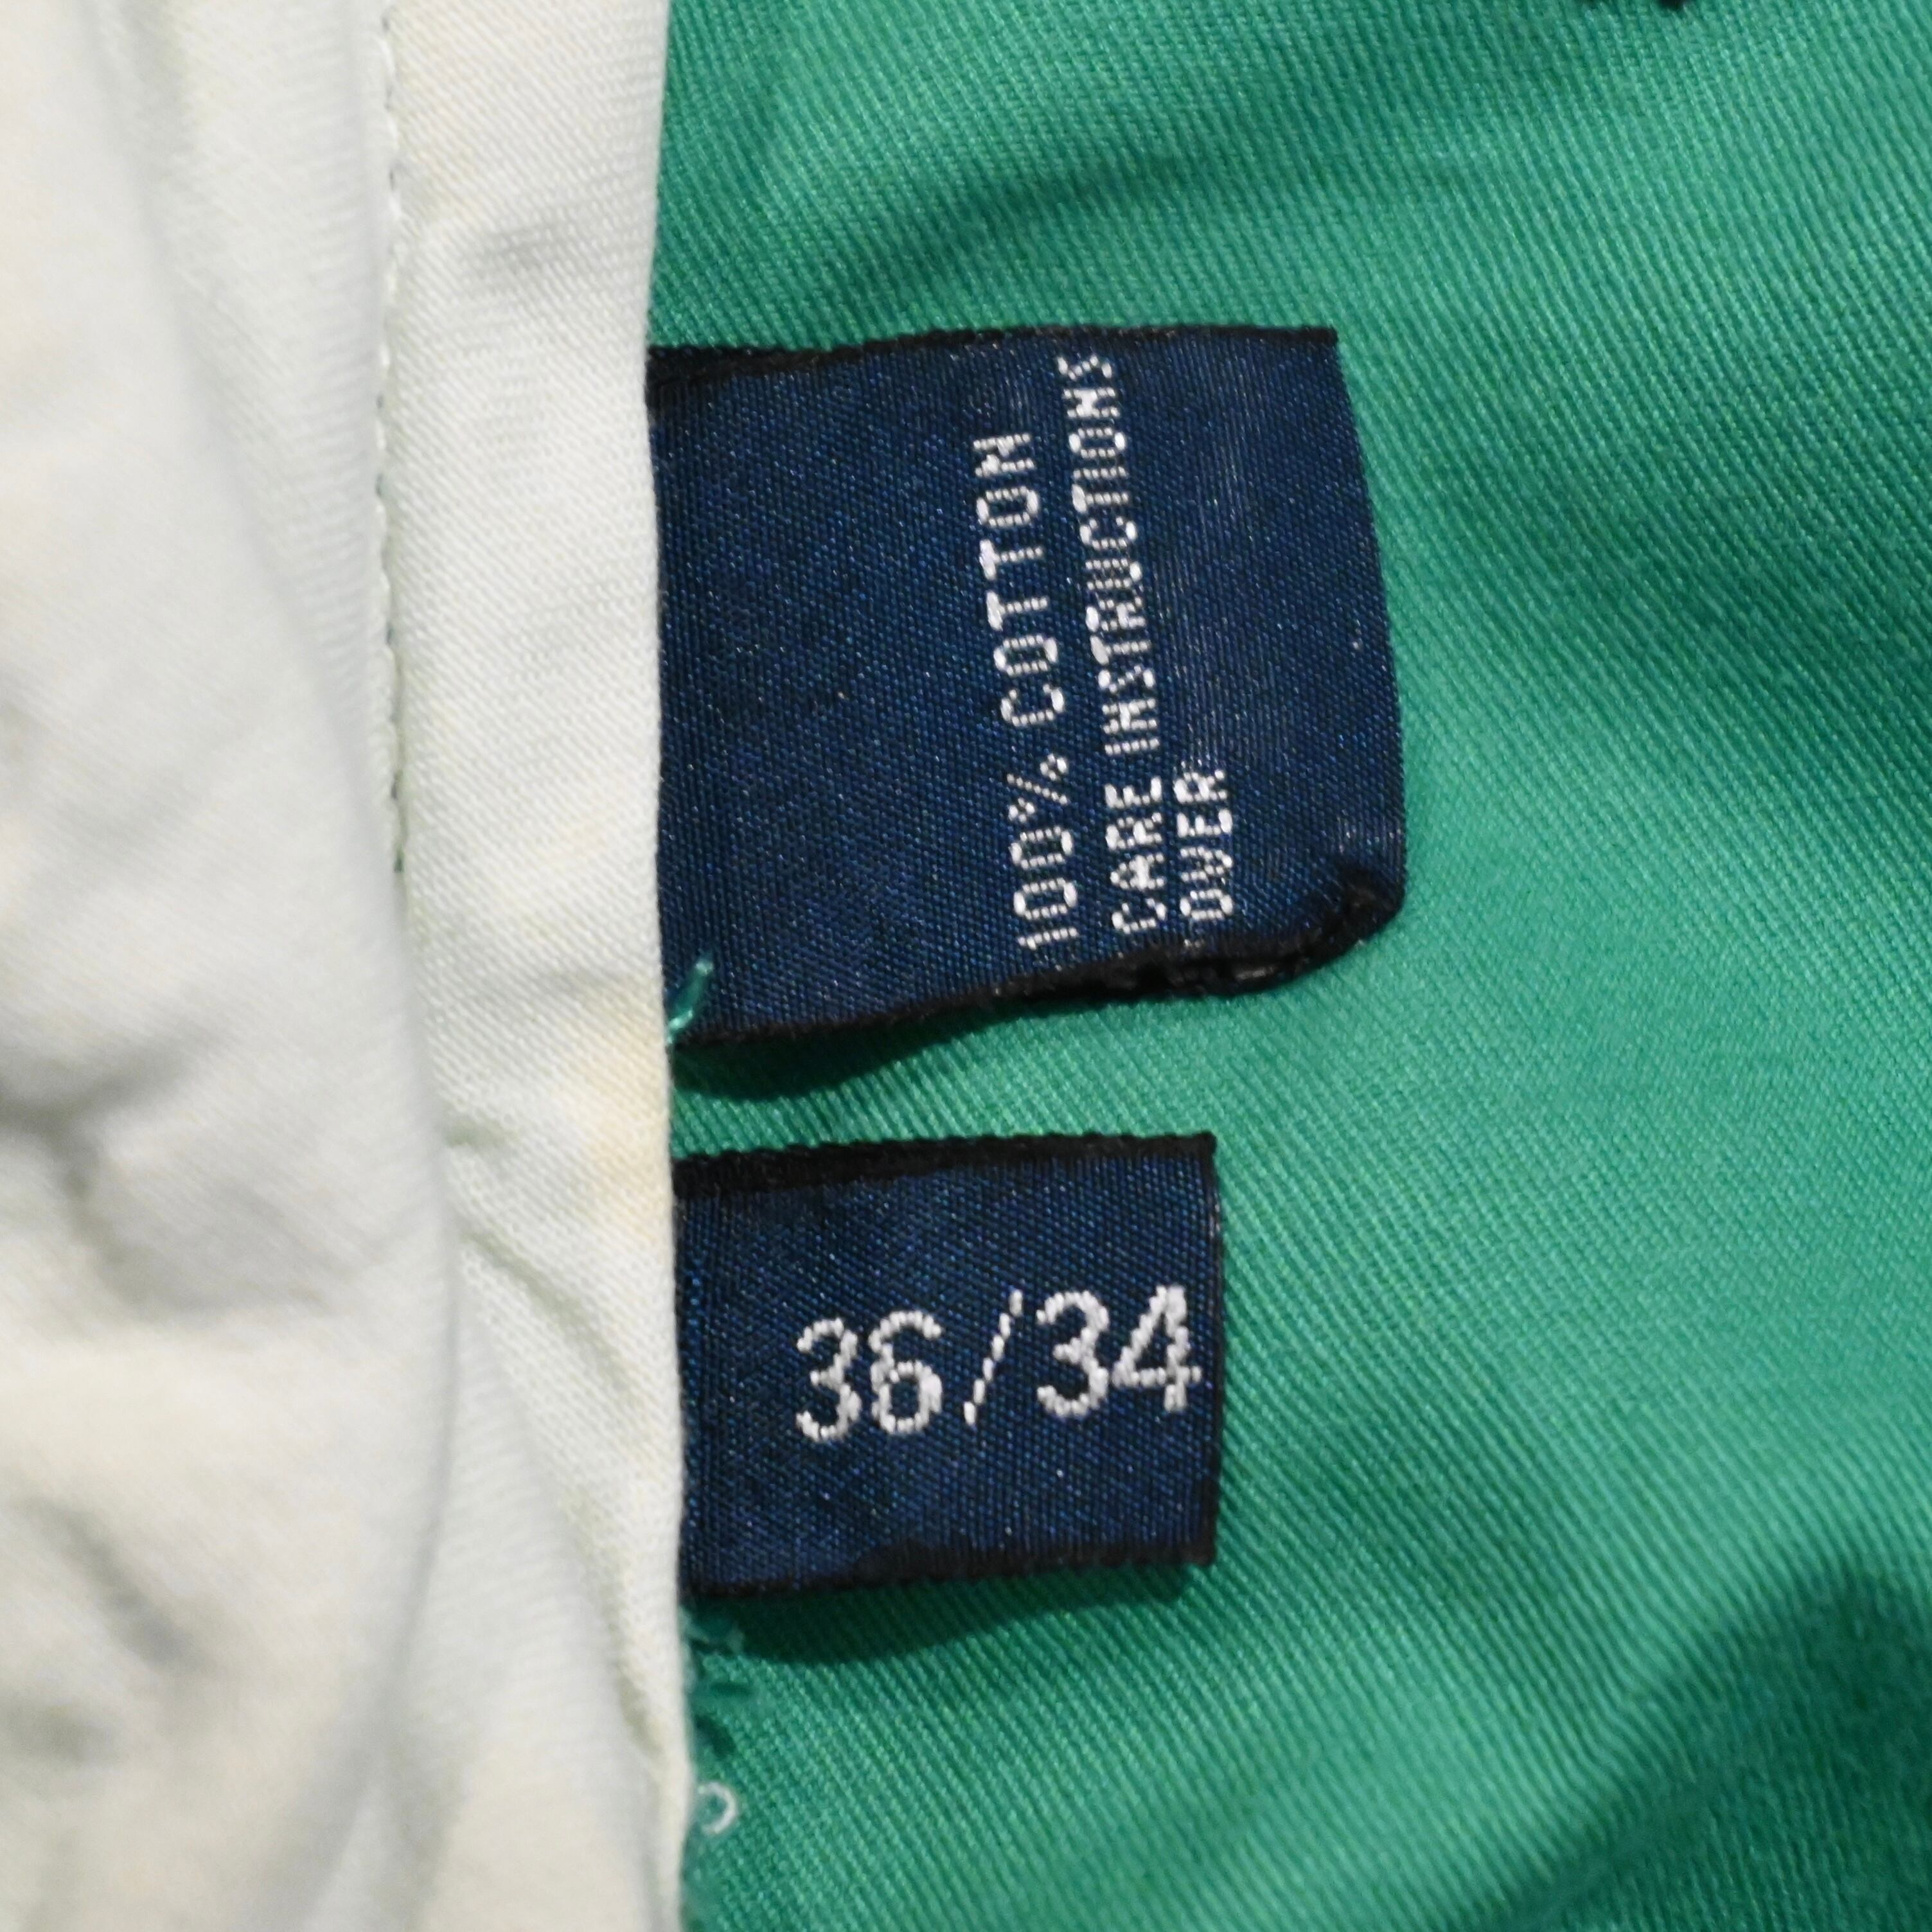 100% COTTON
CARE INSTRUCTIONS
OVER
36/34